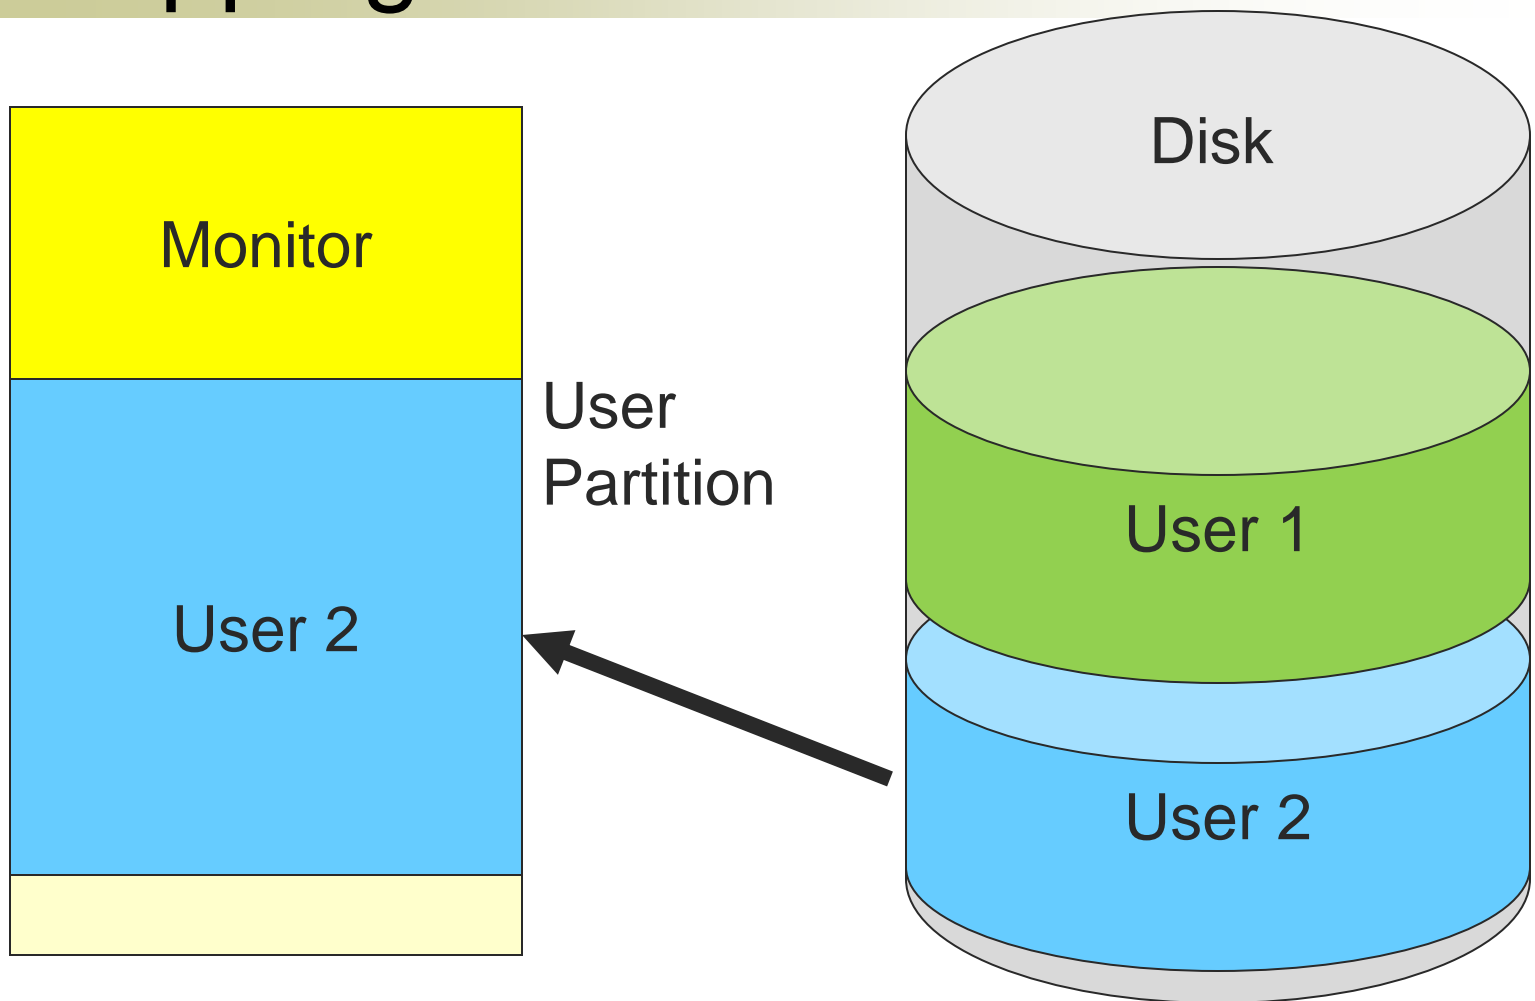 Monitor
User 2
User
Partition
Disk
User 1
User 2